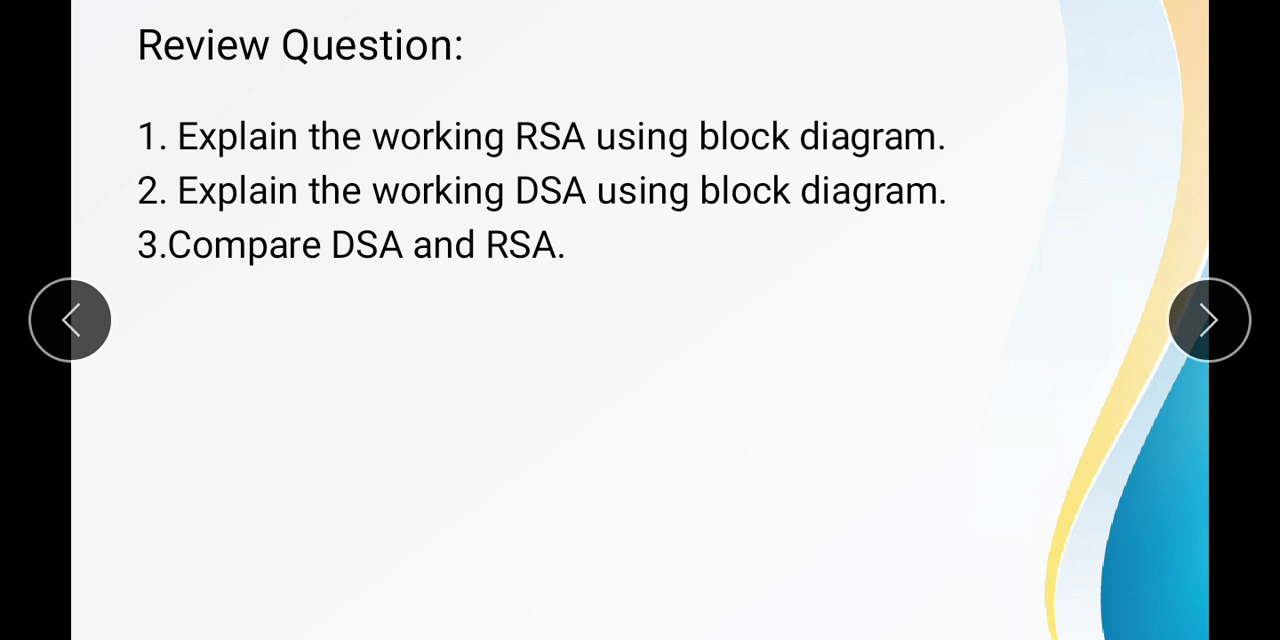 Review Question:
1. Explain the working RSA using block diagram.
2. Explain the working DSA using block diagram.
3.Compare DSA and RSA.